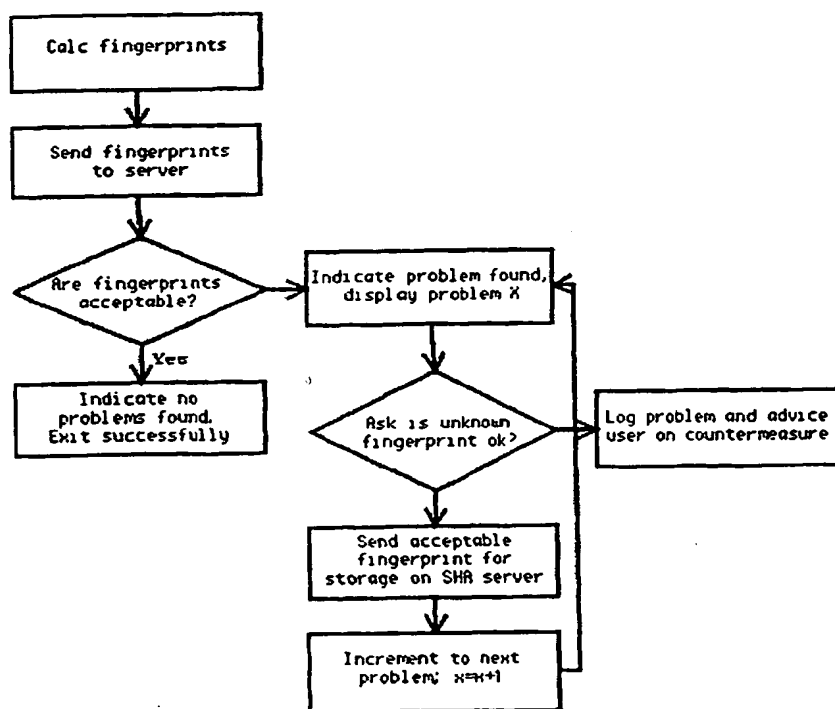 Calc fingerprints
Send fingerprints
to server
Are fingerprints
acceptable?
Yes
Indicate no
problems found.
Exit successfully
Indicate problem found,
display problem X
Ask is unknown
fingerprint ok?
Log problem and advice
user on countermeasure
Send acceptable
fingerprint for
storage on SHA server
Increment to next
problem; x=x+1